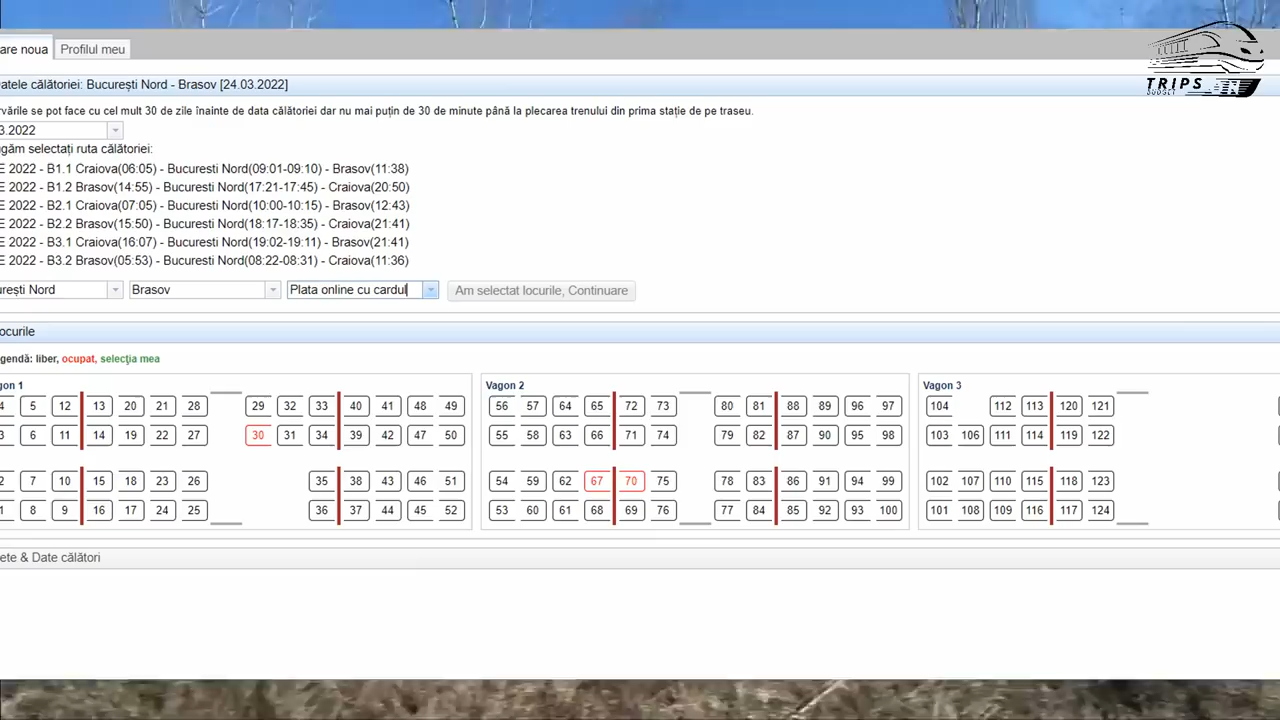 are noua Profilul meu
TRIPS
BUDGET
atele călătoriei: București Nord - Brasov [24.03.2022]
rvările se pot face cu cel mult 30 de zile înainte de data călătoriei dar nu mai puțin de 30 de minute până la plecarea trenului din prima stație de pe traseu.
3.2022
găm selectați ruta călătoriei:
E 2022 - B1.1 Craiova(06:05) - Bucuresti Nord(09:01-09:10) - Brasov(11:38)
E 2022 - B1.2 Brasov(14:55) - Bucuresti Nord(17:21-17:45) - Craiova(20:50)
E 2022 - B2.1 Craiova(07:05) - Bucuresti Nord(10:00-10:15) - Brasov(12:43)
E 2022 - B2.2 Brasov(15:50) - Bucuresti Nord(18:17-18:35) - Craiova(21:41)
E 2022 - B3.1 Craiova(16:07) - Bucuresti Nord(19:02-19:11) - Brasov(21:41)
E 2022 - B3.2 Brasov(05:53) - Bucuresti Nord(08:22-08:31) - Craiova(11:36)
urești Nord Brasov Plata online cu cardul Am selectat locurile, Continuare
ocurile
gendă: liber, ocupat, selecţia mea
gon 1 Vagon 2 Vagon 3
4 5 12 13 20 21 28 29 32 33 40 41 48 49 56 57 64 65 72 73 80 81 88 89 96 97 104 112 113 120 121
3 6 11 14 19 22 27 30 31 34 39 42 47 50 55 58 63 66 71 74 79 82 87 90 95 98 103 106 111 114 119 122
2 7 10 15 18 23 26 35 38 43 46 51 54 59 62 67 70 75 78 83 86 91 94 99 102 107 110 115 118 123
1 8 9 16 17 24 25 36 37 44 45 52 53 60 61 68 69 76 77 84 85 92 93 100 101 108 109 116 117 124
ete & Date călători